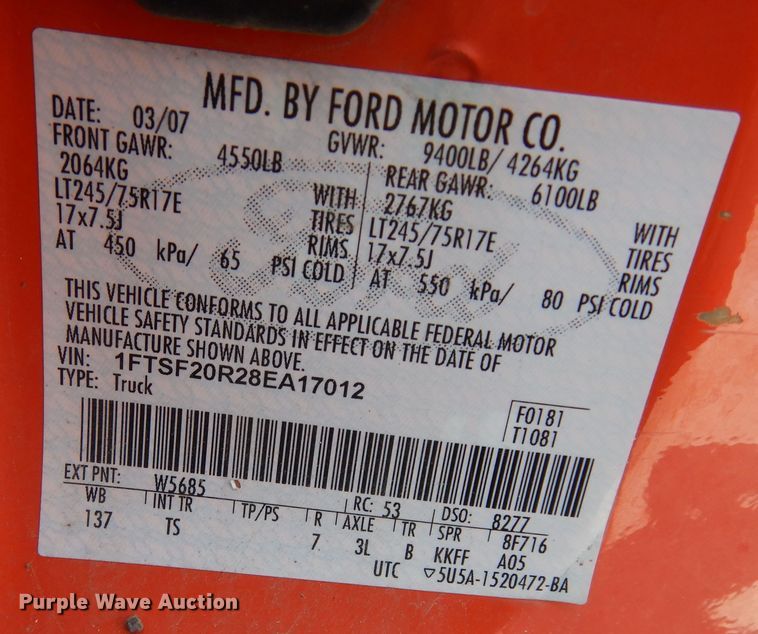 MFD. BY FORD MOTOR CO.
DATE: 03/07 GVWR: 9400LB/ 4264KG
FRONT GAWR: 4550LB REAR GAWR: 6100LB
2064KG WITH 2767KG WITH
LT245/75R17E TIRES LT245/75R17E TIRES
17x7.5J RIMS 17x7.5J RIMS
AT 450 kPa/ 65 PSI COLD AT 550 kPa/ 80 PSI COLD
Ford
THIS VEHICLE CONFORMS TO ALL APPLICABLE FEDERAL MOTOR
VEHICLE SAFETY STANDARDS IN EFFECT ON THE DATE OF
MANUFACTURE SHOWN ABOVE.
VIN: 1FTSF20R28EA17012
TYPE: Truck
F0181
T1081
EXT PNT: W5685 RC: 53 DSO: 8277
WB INT TR TP/PS R AXLE TR SPR 8F716
137 TS 7 3L B KKFF A05
UTC ▽5U5A-1520472-BA
Purple Wave Auction